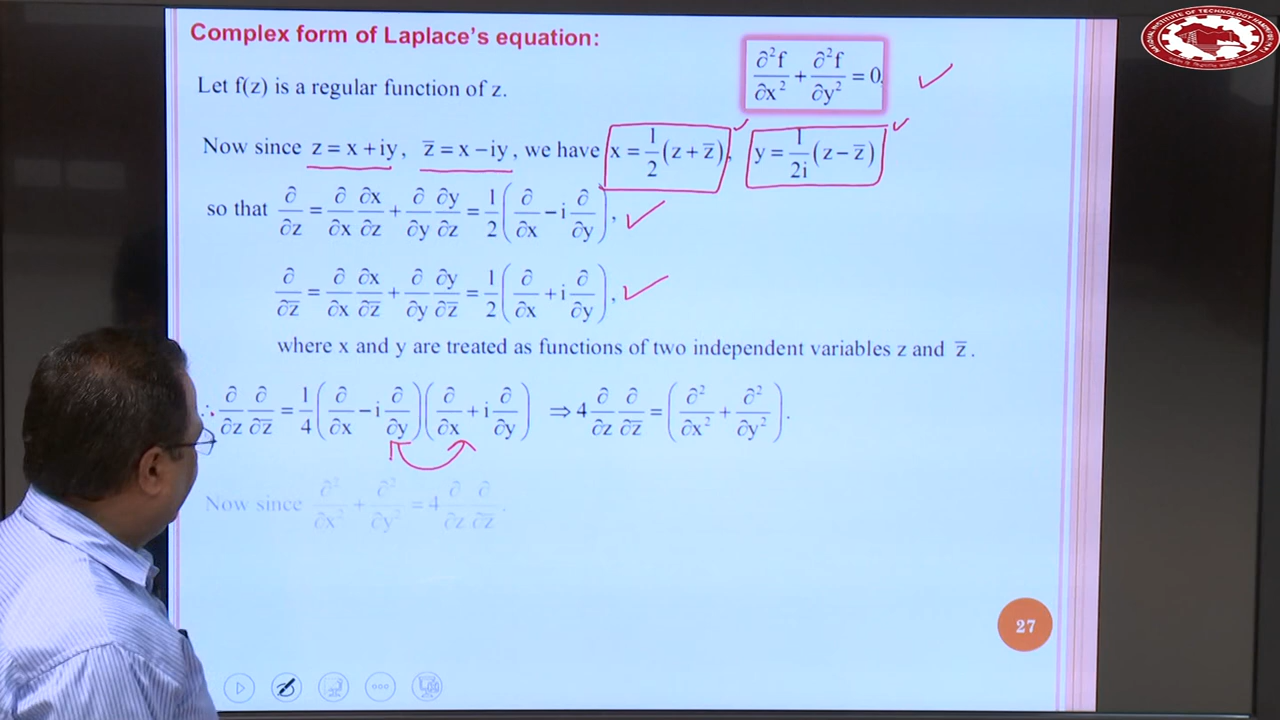 Complex form of Laplace's equation:
∂²f/∂x² + ∂²f/∂y² = 0
Let f(z) is a regular function of z.
Now since z = x + iy, z̅ = x − iy, we have x = 1/2 (z + z̅), y = 1/2i (z − z̅)
so that ∂/∂z = ∂/∂x ∂x/∂z + ∂/∂y ∂y/∂z = 1/2 (∂/∂x − i ∂/∂y),
∂/∂z̅ = ∂/∂x ∂x/∂z̅ + ∂/∂y ∂y/∂z̅ = 1/2 (∂/∂x + i ∂/∂y),
where x and y are treated as functions of two independent variables z and z̅.
∴ ∂/∂z ∂/∂z̅ = 1/4 (∂/∂x − i ∂/∂y)(∂/∂x + i ∂/∂y) ⇒ 4 ∂/∂z ∂/∂z̅ = (∂²/∂x² + ∂²/∂y²).
Now since ∂²/∂x² + ∂²/∂y² = 4 ∂/∂z ∂/∂z̅.
27